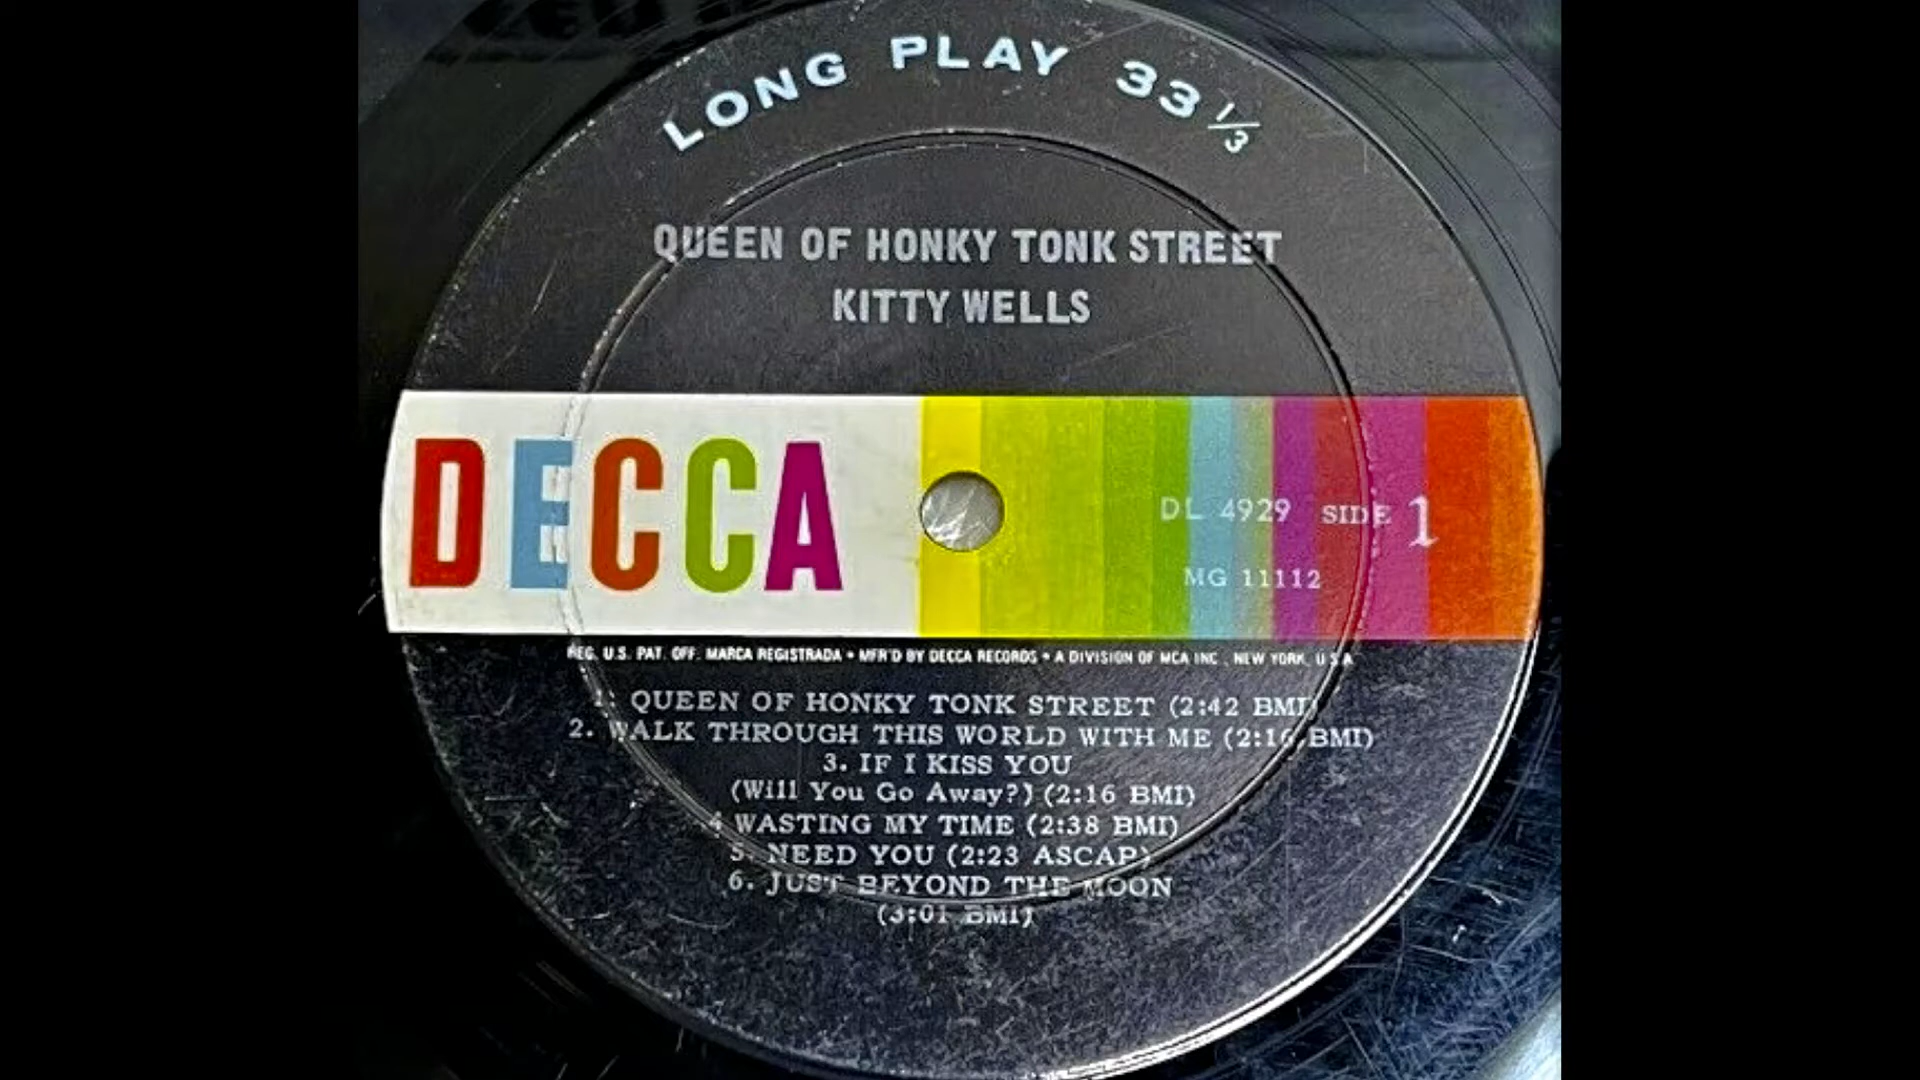 LONG PLAY 33 1/3
QUEEN OF HONKY TONK STREET
KITTY WELLS
DECCA
DL 4929 SIDE 1
MG 11112
REG. U.S. PAT. OFF. MARCA REGISTRADA • MFR'D BY DECCA RECORDS • A DIVISION OF MCA INC., NEW YORK, U.S.A.
1. QUEEN OF HONKY TONK STREET (2:42 BMI)
2. WALK THROUGH THIS WORLD WITH ME (2:16 BMI)
3. IF I KISS YOU
(Will You Go Away?) (2:16 BMI)
4 WASTING MY TIME (2:38 BMI)
5. NEED YOU (2:23 ASCAP)
6. JUST BEYOND THE MOON
(3:01 BMI)